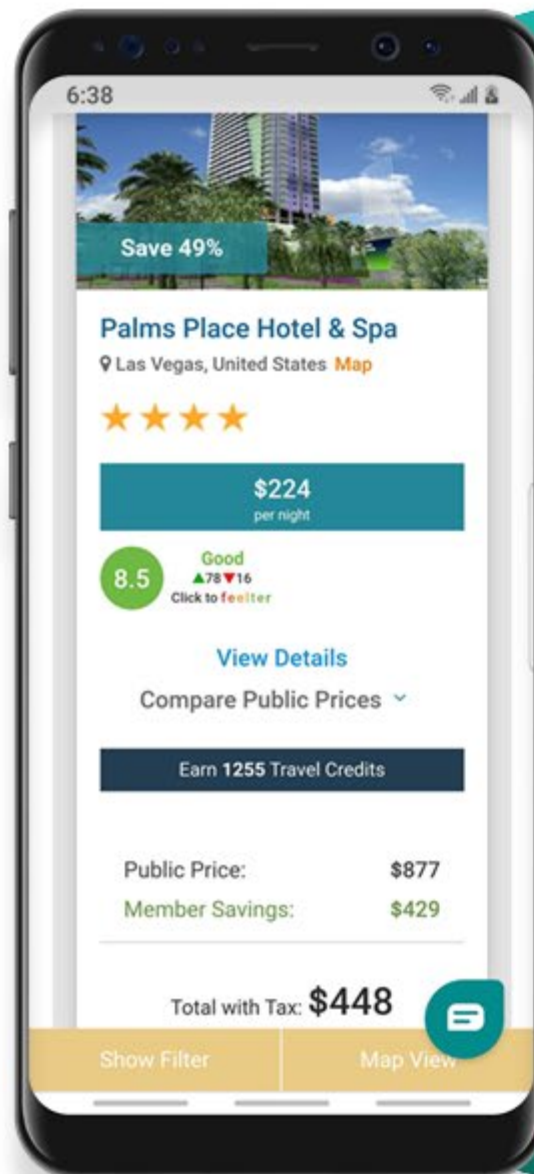 6:38
Save 49%
Palms Place Hotel & Spa
Las Vegas, United States Map
$224
per night
8.5
Good
▲78▼16
Click to feelter
View Details
Compare Public Prices
Earn 1255 Travel Credits
Public Price: $877
Member Savings: $429
Total with Tax: $448
Show Filter Map View